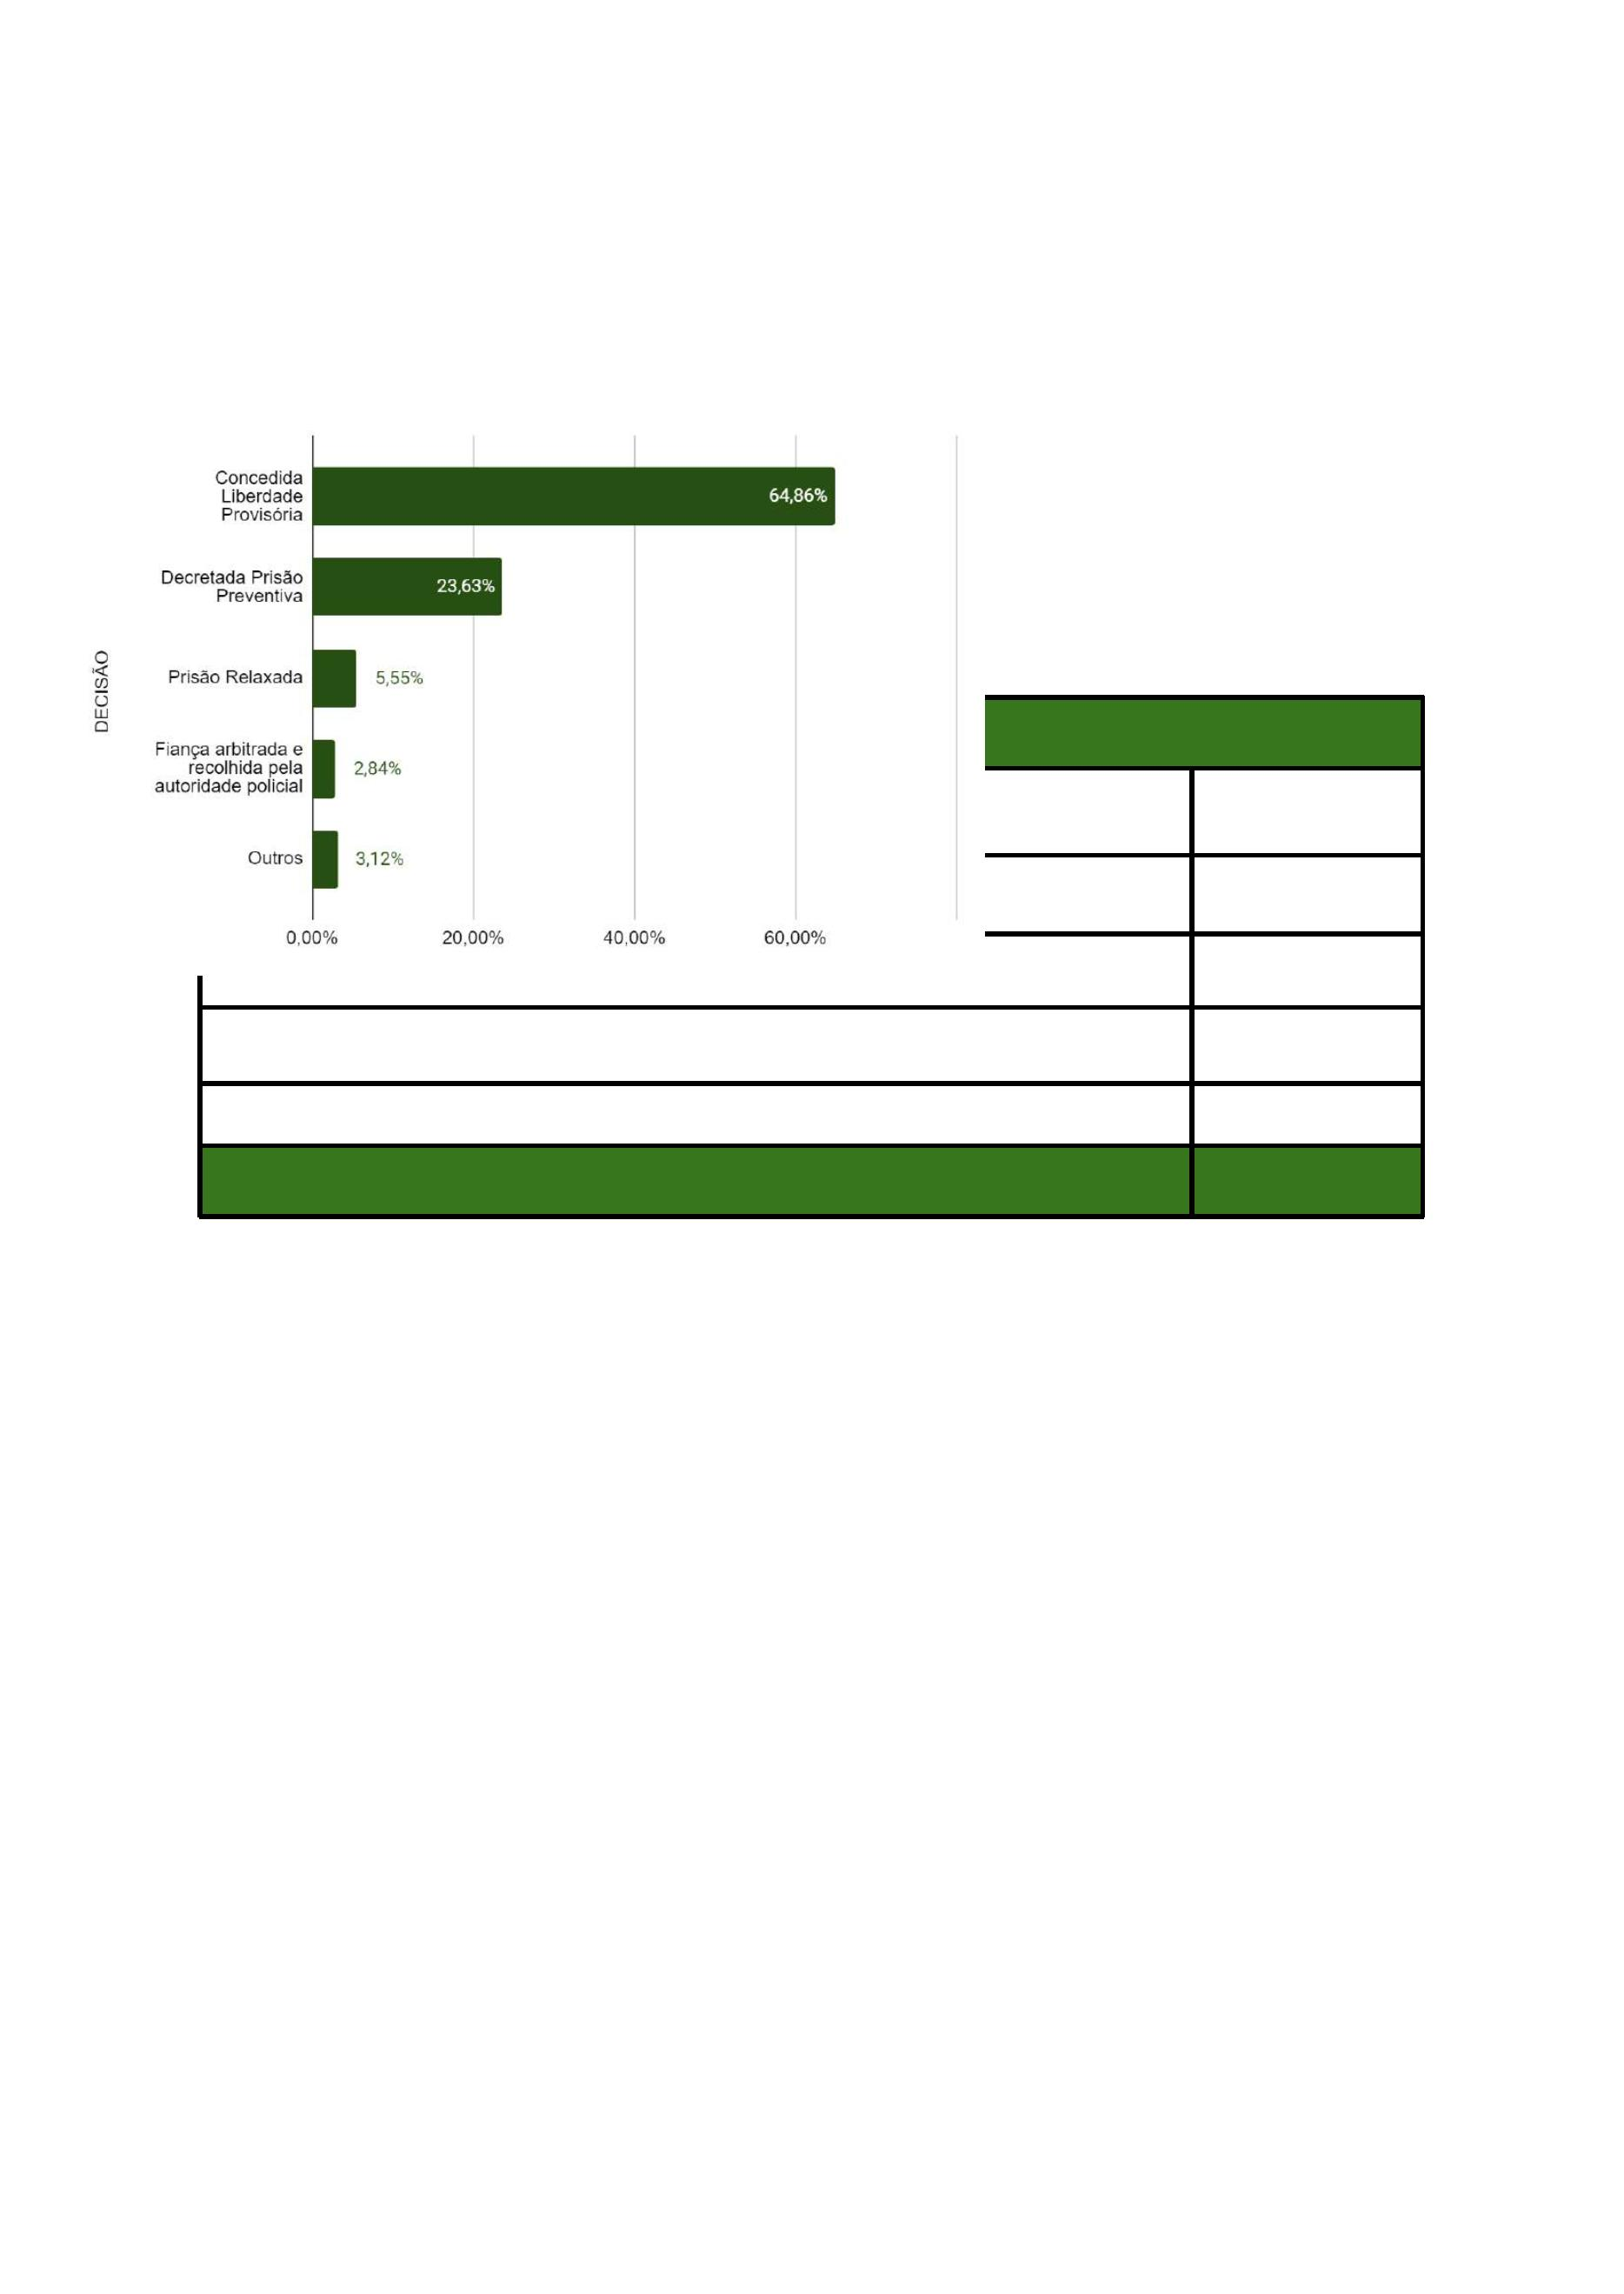 DECISÃO
Concedida
Liberdade
Provisória
64,86%
Decretada Prisão
Preventiva
23,63%
Prisão Relaxada
5,55%
Fiança arbitrada e
recolhida pela
autoridade policial
2,84%
Outros
3,12%
0,00%
20,00%
40,00%
60,00%